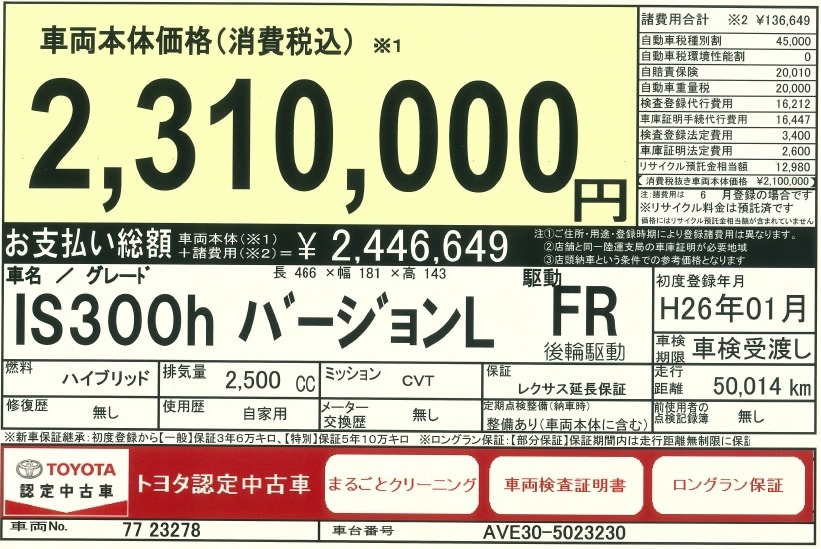 車両本体価格(消費税込) ※1
2,310,000円
諸費用合計 ※2 ¥136,649
自動車税種別割 45,000
自動車税環境性能割 0
自賠責保険 20,010
自動車重量税 20,000
検査登録代行費用 16,212
車庫証明手続代行費用 16,447
検査登録法定費用 3,400
車庫証明法定費用 2,600
リサイクル預託金相当額 12,980
【 消費税抜き車両本体価格 ¥2,100,000】
注:諸費用は 6 月登録の場合です
※リサイクル料金は預託済です
価格にはリサイクル預託金相当額が含まれていません
お支払い総額 車両本体(※1)+諸費用(※2)=¥ 2,446,649
注①ご住所・用途・登録時期により登録諸費用は異なります。
②店舗と同一陸運支局の車庫証明が必要地域
③店頭納車という条件での参考価格となります
車名 / グレード 長 466 ×幅 181 ×高 143
IS300h バージョンL
駆動
FR
後輪駆動
初度登録年月
H26年01月
車検期限 車検受渡し
燃料 ハイブリッド
排気量 2,500 CC
ミッション CVT
保証 レクサス延長保証
走行距離 50,014 km
修復歴 無し
使用歴 自家用
メーター交換歴 無し
定期点検整備(納車時) 整備あり(車両本体に含む)
前使用者の点検記録簿 無し
※新車保証継承:初度登録から【一般】保証3年6万キロ、【特別】保証5年10万キロ ※ロングラン保証:【部分保証】保証期間内は走行距離無制限に保証
TOYOTA
認定中古車
トヨタ認定中古車
まるごとクリーニング
車両検査証明書
ロングラン保証
車両No. 77 23278
車台番号 AVE30-5023230